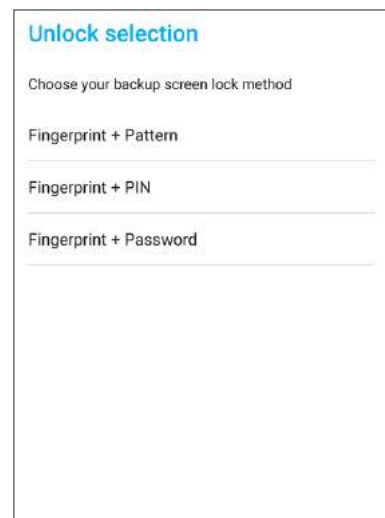 Unlock selection
Choose your backup screen lock method
Fingerprint + Pattern
Fingerprint + PIN
Fingerprint + Password